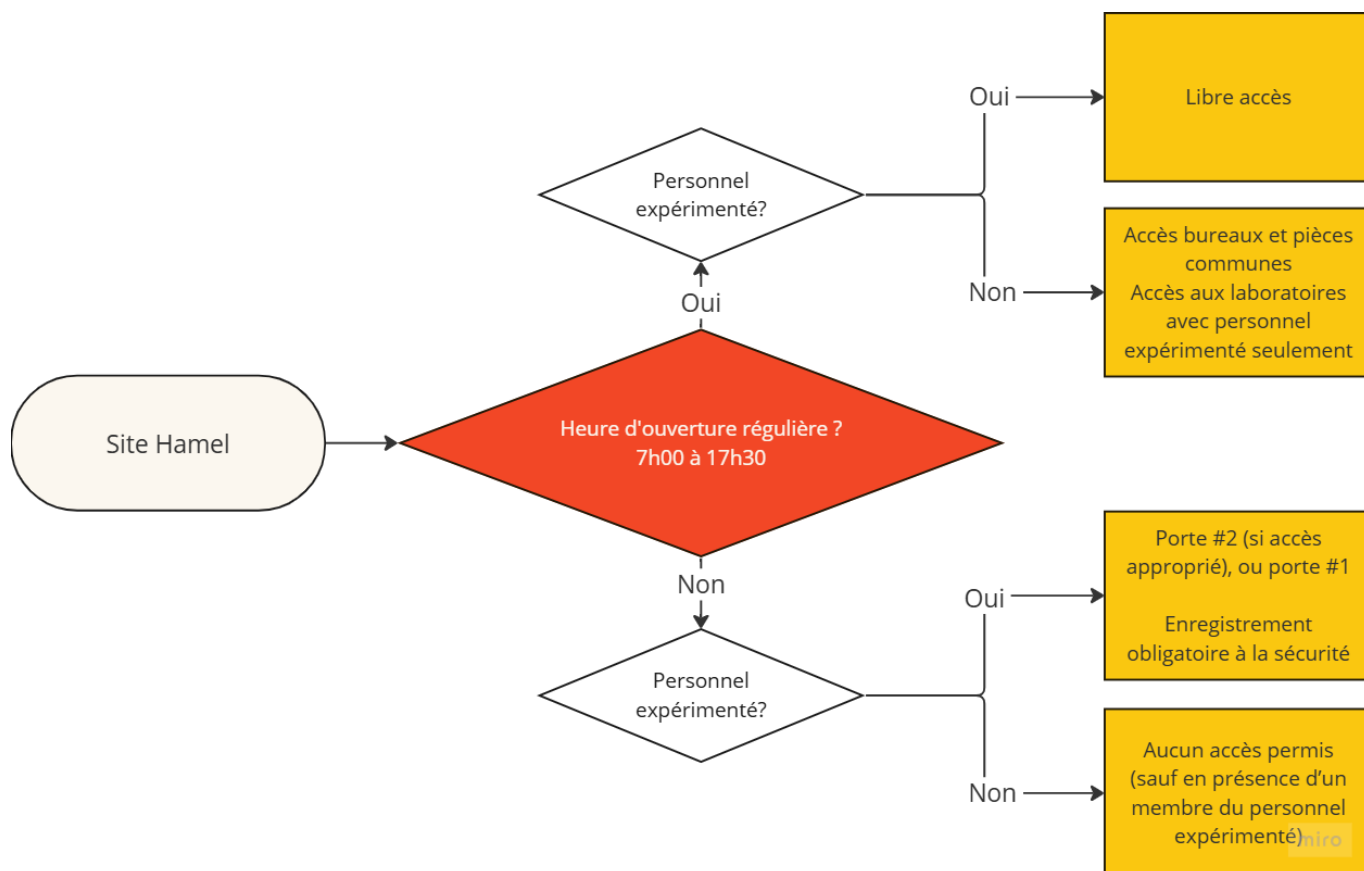 Site Hamel
Heure d'ouverture régulière ?
7h00 à 17h30
Oui
Personnel
expérimenté?
Oui
Libre accès
Non
Accès bureaux et pièces
communes
Accès aux laboratoires
avec personnel
expérimenté seulement
Non
Personnel
expérimenté?
Oui
Porte #2 (si accès
approprié), ou porte #1
Enregistrement
obligatoire à la sécurité
Non
Aucun accès permis
(sauf en présence d’un
membre du personnel
expérimenté)
miro